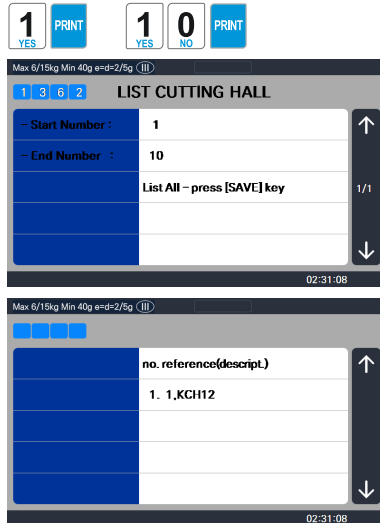 1 YES PRINT 1 YES 0 NO PRINT
Max 6/15kg Min 40g e=d=2/5g III
1 3 6 2 LIST CUTTING HALL
- Start Number : 1
- End Number : 10
List All - press [SAVE] key
1/1
02:31:08
Max 6/15kg Min 40g e=d=2/5g III
no. reference(descript.)
1. 1,KCH12
02:31:08